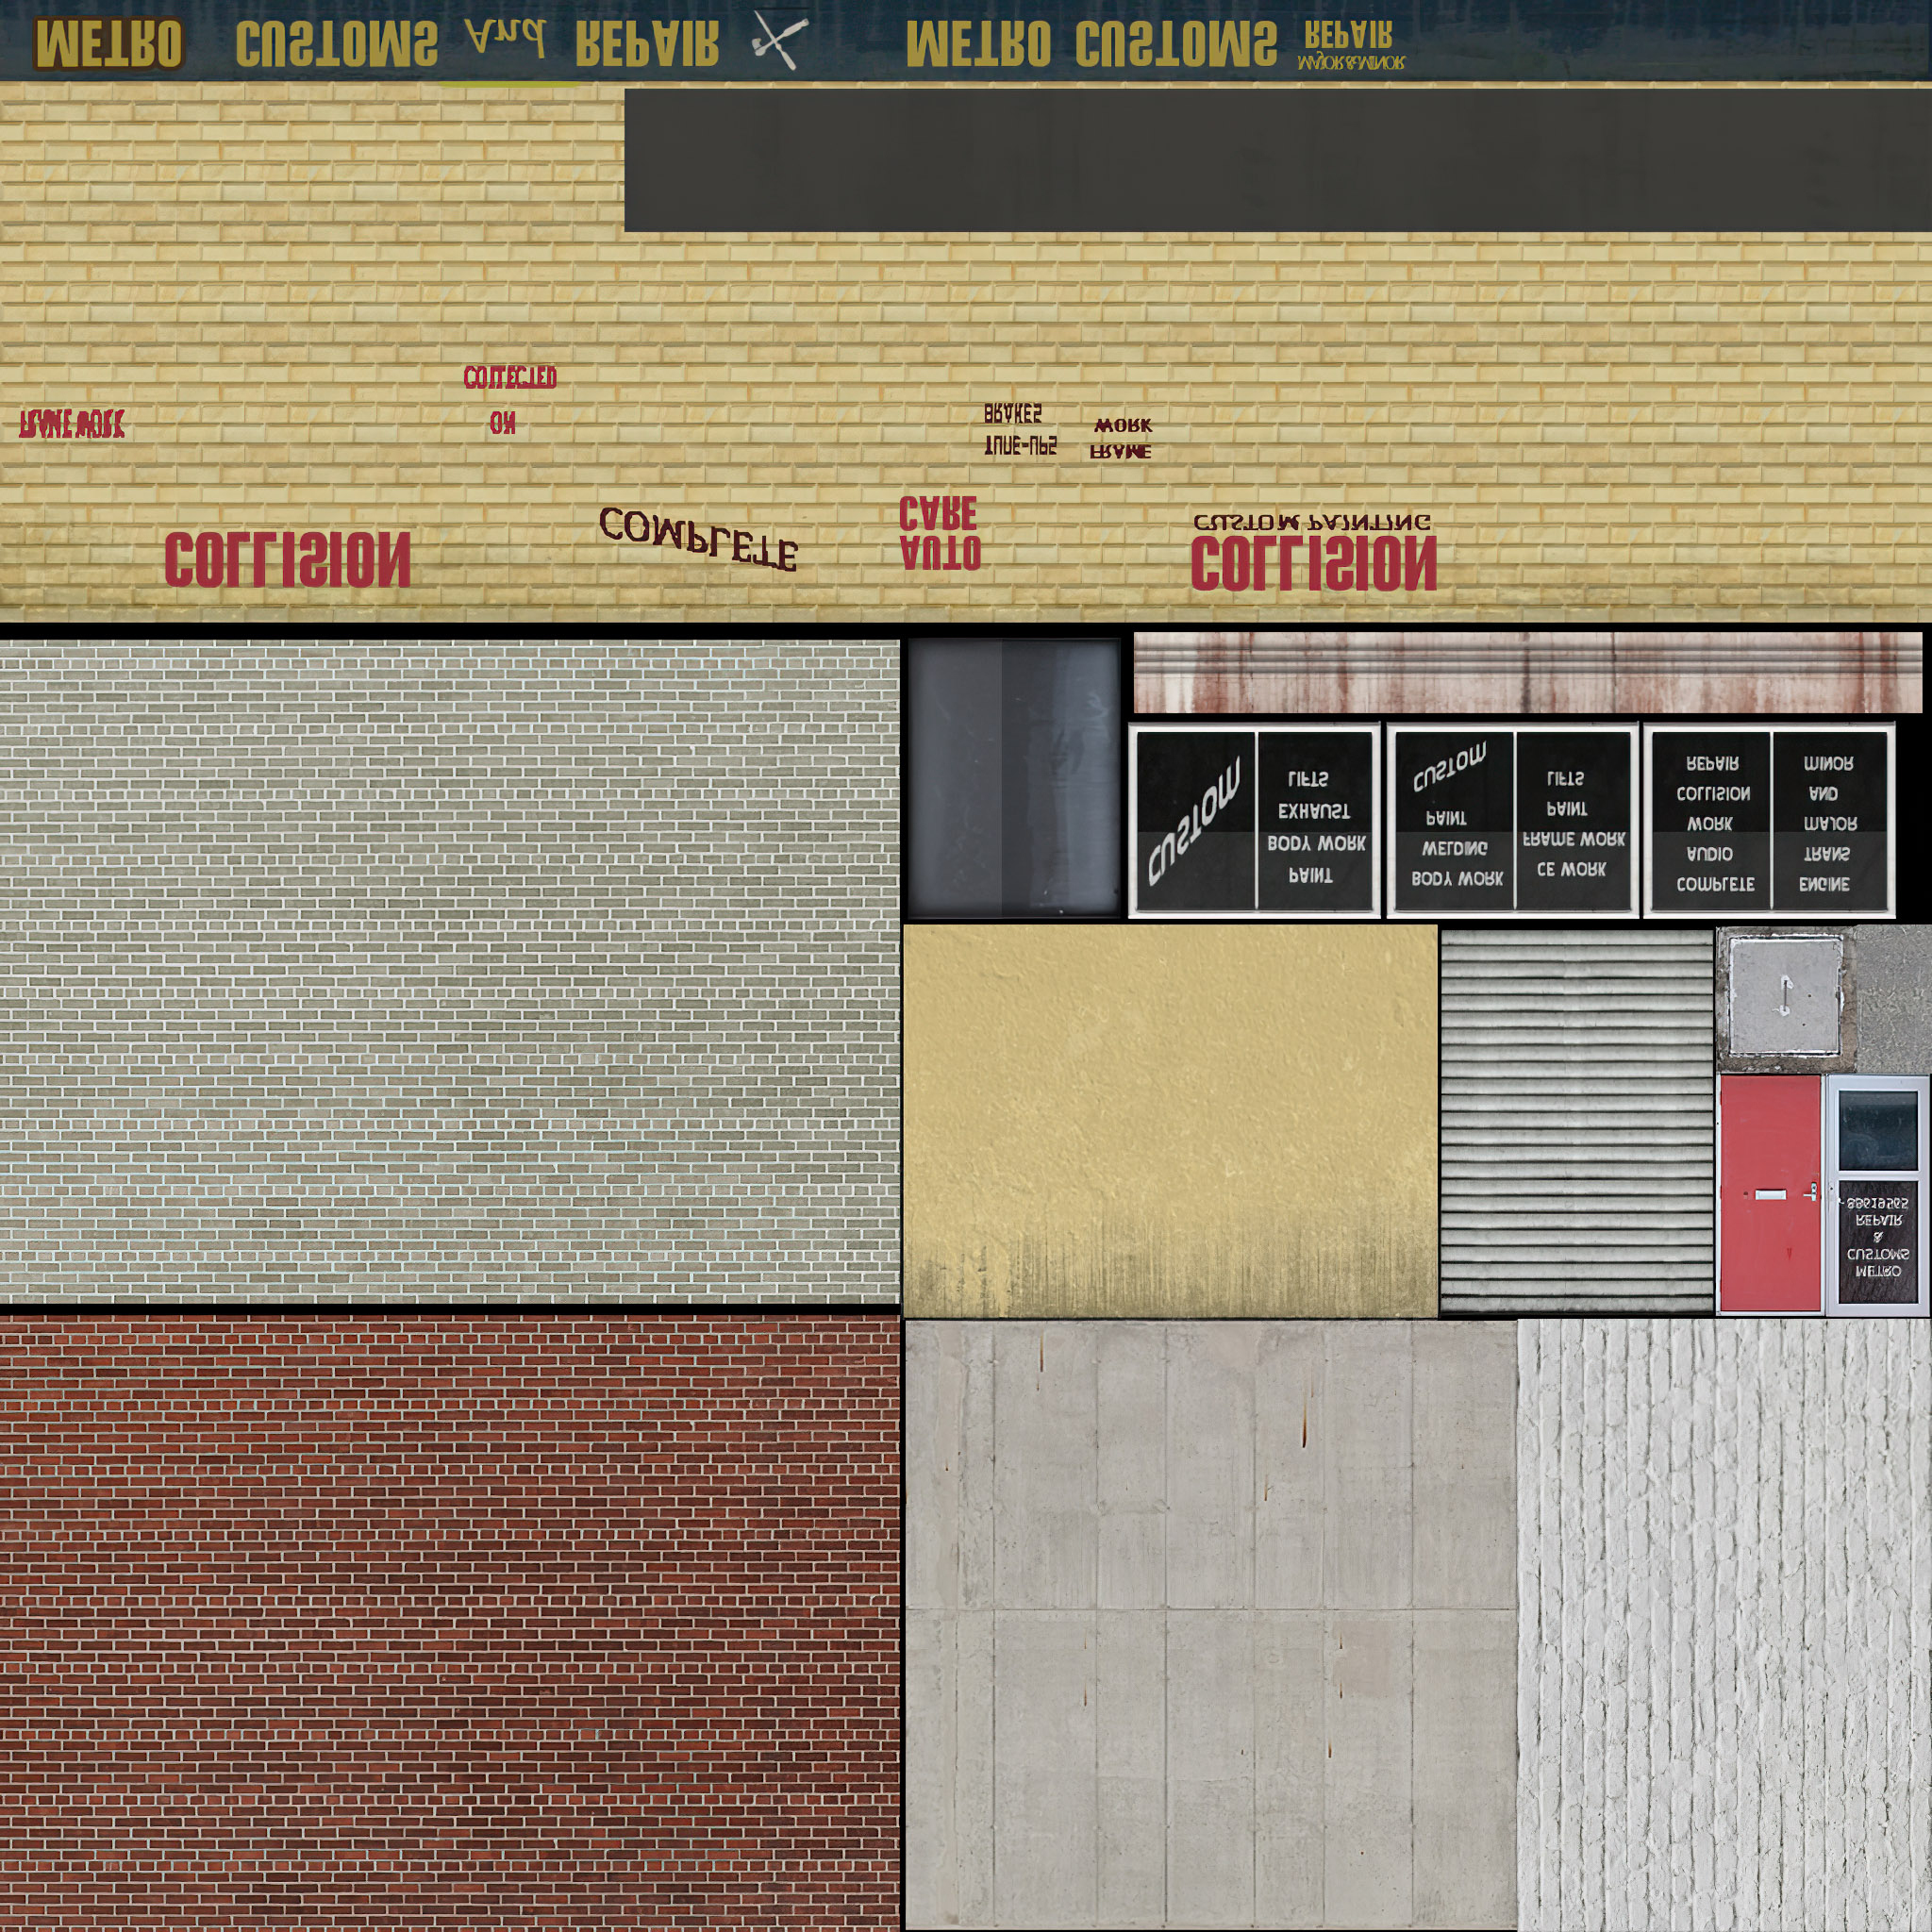 METRO CUSTOMS And REPAIR
METRO CUSTOMS REPAIR
MAJOR & MINOR
FRAME WORK
COLLISION
ON
COMPLETE
AUTO
CARE
TUNE-UPS
BRAKES
FRAME
WORK
COLLISION
CUSTOM PAINTING
CUSTOM
PAINT
BODY WORK
EXHAUST
LIFTS
BODY WORK
WELDING
PAINT
CUSTOM
CE WORK
FRAME WORK
PAINT
LIFTS
COMPLETE
AUDIO
WORK
COLLISION
REPAIR
ENGINE
TRANS
MAJOR
AND
MINOR
METRO
CUSTOMS
&
REPAIR